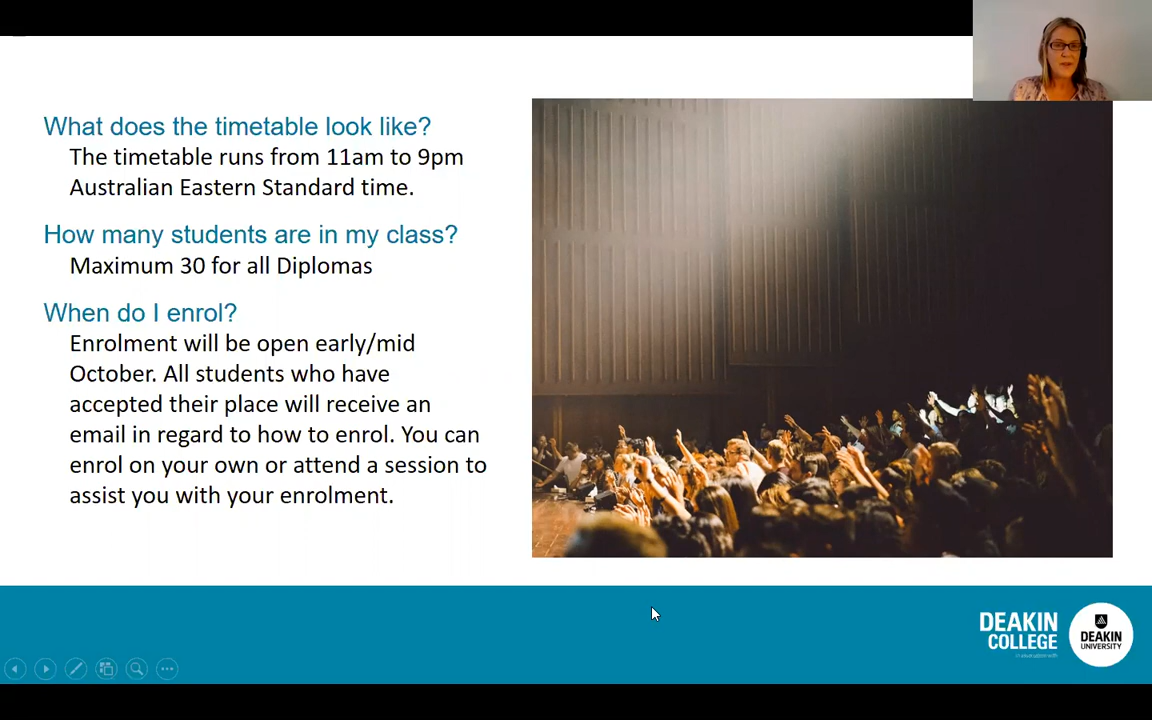 What does the timetable look like?
The timetable runs from 11am to 9pm
Australian Eastern Standard time.
How many students are in my class?
Maximum 30 for all Diplomas
When do I enrol?
Enrolment will be open early/mid
October. All students who have
accepted their place will receive an
email in regard to how to enrol. You can
enrol on your own or attend a session to
assist you with your enrolment.
DEAKIN
COLLEGE
DEAKIN
UNIVERSITY